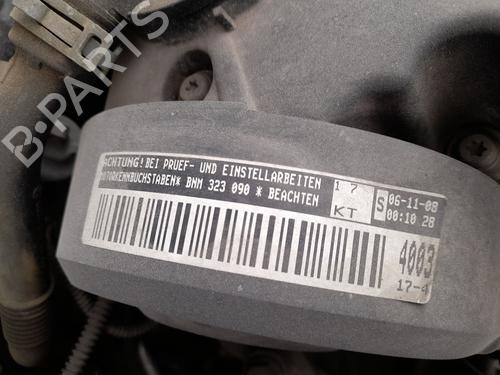 B-PARTS
ACHTUNG! BEI PRUEF- UND EINSTELLARBEITEN
MOTORKENNBUCHSTABEN* BNM 323 090 * BEACHTEN
17
KT
S 06-11-08
00:10 28
4003
17-4